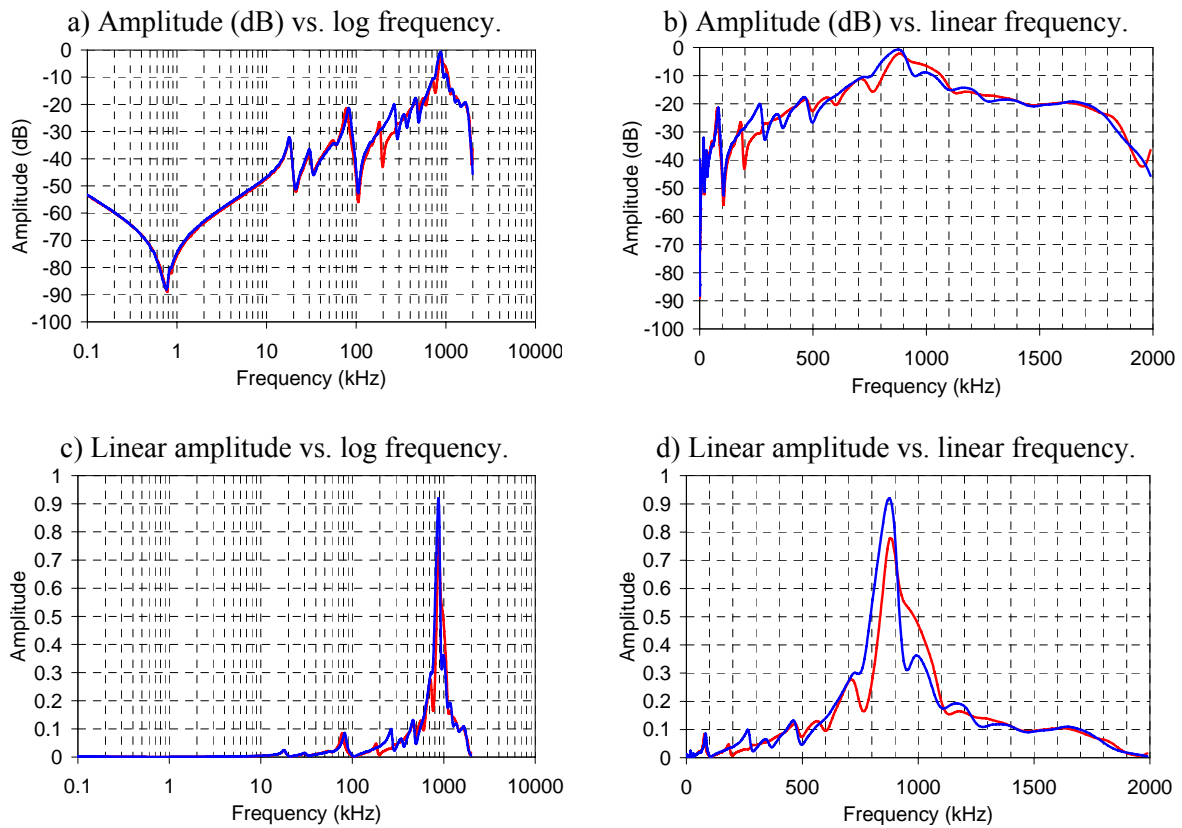 a) Amplitude (dB) vs. log frequency.
0
-10
-20
-30
-40
-50
-60
-70
-80
-90
-100
Amplitude (dB)
0.1 1 10 100 1000 10000
Frequency (kHz)
b) Amplitude (dB) vs. linear frequency.
0
-10
-20
-30
-40
-50
-60
-70
-80
-90
-100
Amplitude (dB)
0 500 1000 1500 2000
Frequency (kHz)
c) Linear amplitude vs. log frequency.
1
0.9
0.8
0.7
0.6
0.5
0.4
0.3
0.2
0.1
0
Amplitude
0.1 1 10 100 1000 10000
Frequency (kHz)
d) Linear amplitude vs. linear frequency.
1
0.9
0.8
0.7
0.6
0.5
0.4
0.3
0.2
0.1
0
Amplitude
0 500 1000 1500 2000
Frequency (kHz)